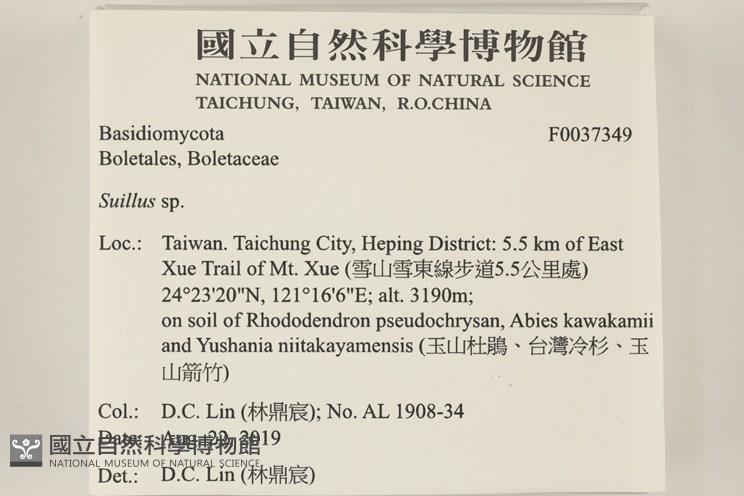 國立自然科學博物館
NATIONAL MUSEUM OF NATURAL SCIENCE
TAICHUNG, TAIWAN, R.O.CHINA
Basidiomycota F0037349
Boletales, Boletaceae
Suillus sp.
Loc.: Taiwan. Taichung City, Heping District: 5.5 km of East
Xue Trail of Mt. Xue (雪山雪東線步道5.5公里處)
24°23'20"N, 121°16'6"E; alt. 3190m;
on soil of Rhododendron pseudochrysan, Abies kawakamii
and Yushania niitakayamensis (玉山杜鵑、台灣冷杉、玉
山箭竹)
Col.: D.C. Lin (林鼎宸); No. AL 1908-34
Date: Aug. 22, 2019
國立自然科學博物館
NATIONAL MUSEUM OF NATURAL SCIENCE
Det.: D.C. Lin (林鼎宸)